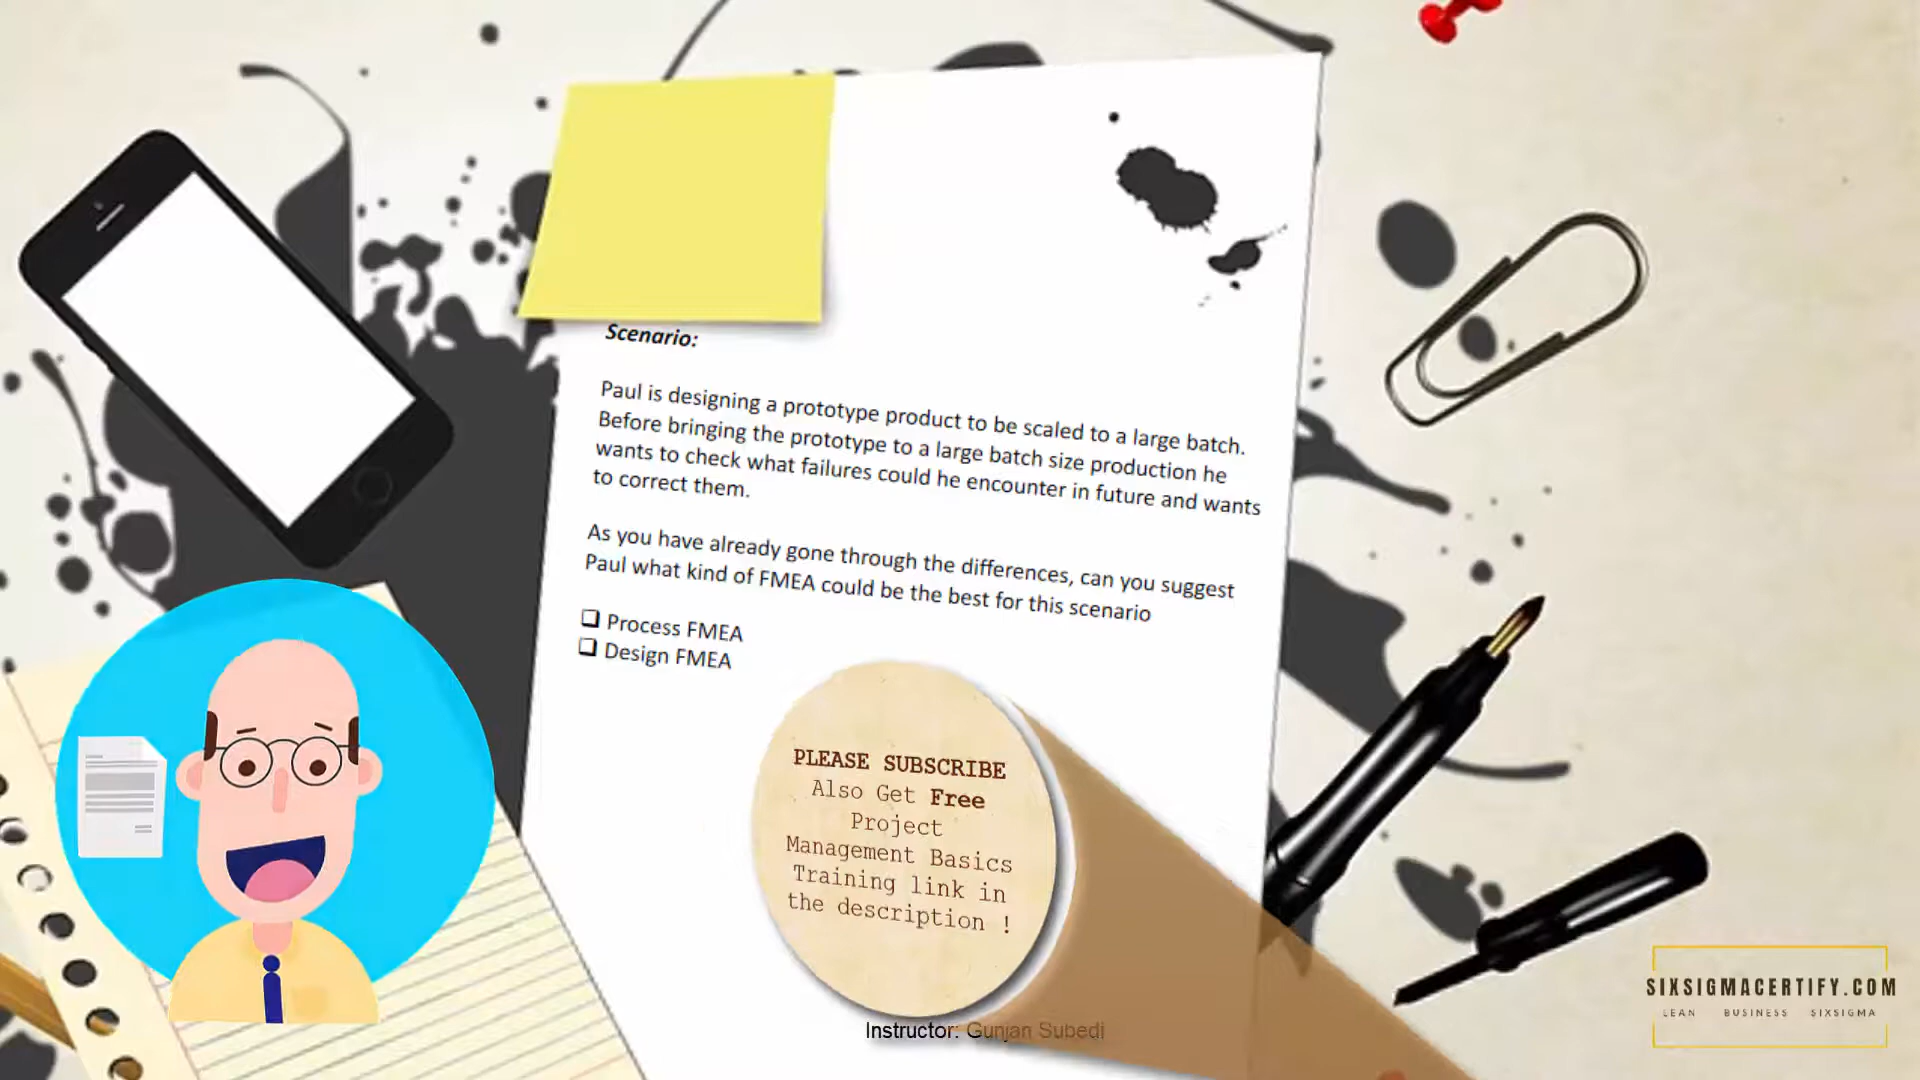 Scenario:
Paul is designing a prototype product to be scaled to a large batch.
Before bringing the prototype to a large batch size production he
wants to check what failures could he encounter in future and wants
to correct them.
As you have already gone through the differences, can you suggest
Paul what kind of FMEA could be the best for this scenario
❑ Process FMEA
❑ Design FMEA
PLEASE SUBSCRIBE
Also Get Free
Project
Management Basics
Training link in
the description !
Instructor: Gunjan Subedi
SIXSIGMACERTIFY.COM
LEAN BUSINESS SIXSIGMA